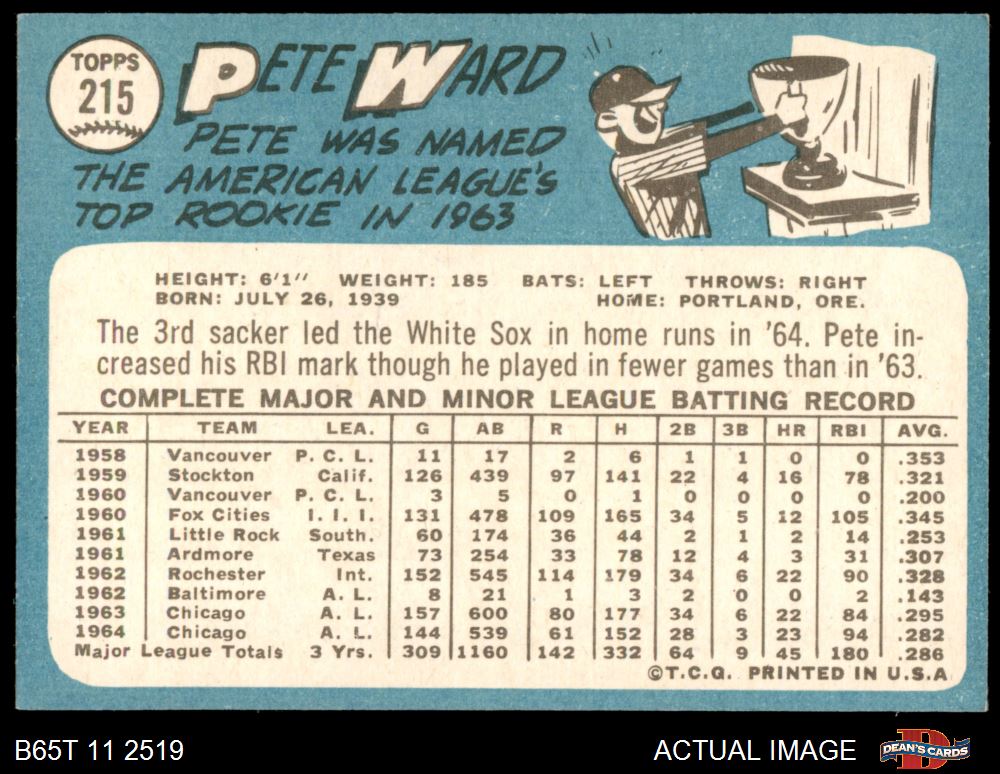 TOPPS
215
PETE WARD
PETE WAS NAMED
THE AMERICAN LEAGUE'S
TOP ROOKIE IN 1963
HEIGHT: 6'1" WEIGHT: 185 BATS: LEFT THROWS: RIGHT
BORN: JULY 26, 1939 HOME: PORTLAND, ORE.
The 3rd sacker led the White Sox in home runs in '64. Pete in-
creased his RBI mark though he played in fewer games than in '63.
COMPLETE MAJOR AND MINOR LEAGUE BATTING RECORD
YEAR TEAM LEA. G AB R H 2B 3B HR RBI AVG.
1958 Vancouver P. C. L. 11 17 2 6 1 1 0 0 .353
1959 Stockton Calif. 126 439 97 141 22 4 16 78 .321
1960 Vancouver P. C. L. 3 5 0 1 0 0 0 0 .200
1960 Fox Cities I. I. I. 131 478 109 165 34 5 12 105 .345
1961 Little Rock South. 60 174 36 44 2 1 2 14 .253
1961 Ardmore Texas 73 254 33 78 12 4 3 31 .307
1962 Rochester Int. 152 545 114 179 34 6 22 90 .328
1962 Baltimore A. L. 8 21 1 3 2 0 0 2 .143
1963 Chicago A. L. 157 600 80 177 34 6 22 84 .295
1964 Chicago A. L. 144 539 61 152 28 3 23 94 .282
Major League Totals 3 Yrs. 309 1160 142 332 64 9 45 180 .286
©T.C.G. PRINTED IN U.S.A
B65T 11 2519 ACTUAL IMAGE
DEAN'S CARDS